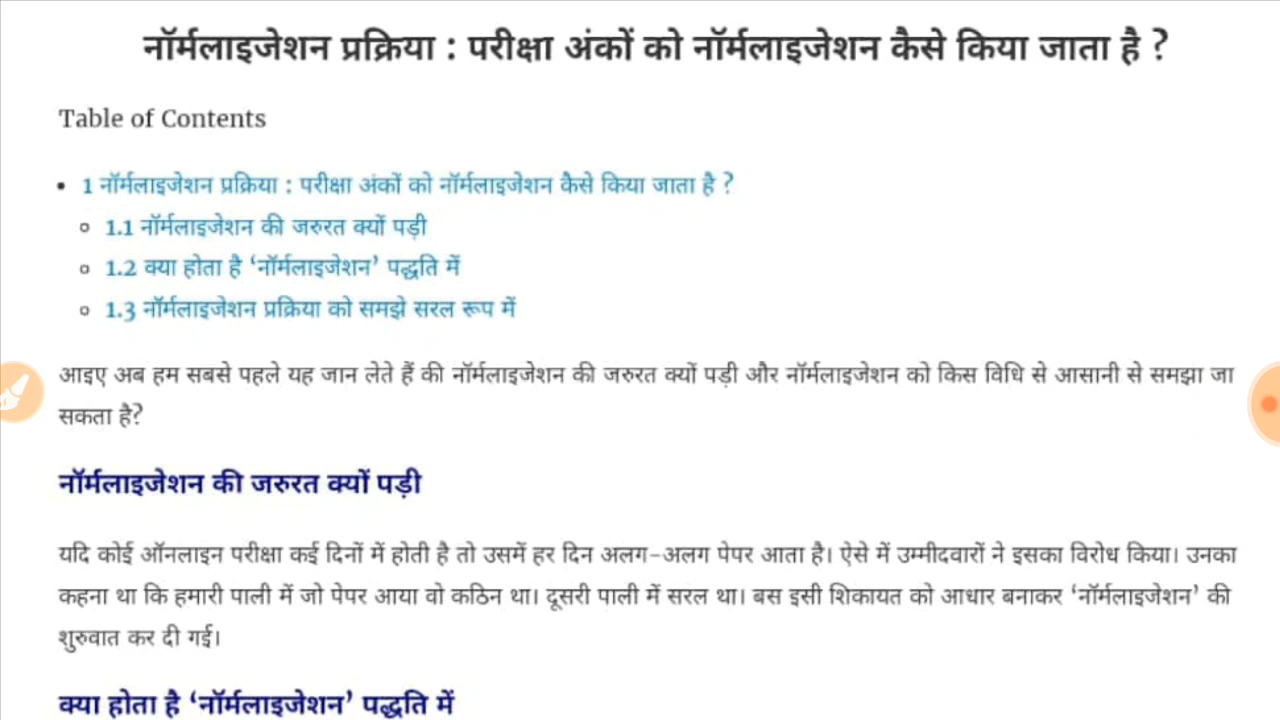 नॉर्मलाइजेशन प्रक्रिया : परीक्षा अंकों को नॉर्मलाइजेशन कैसे किया जाता है ?
Table of Contents
• 1 नॉर्मलाइजेशन प्रक्रिया : परीक्षा अंकों को नॉर्मलाइजेशन कैसे किया जाता है ?
○ 1.1 नॉर्मलाइजेशन की जरुरत क्यों पड़ी
○ 1.2 क्या होता है ‘नॉर्मलाइजेशन’ पद्धति में
○ 1.3 नॉर्मलाइजेशन प्रक्रिया को समझे सरल रूप में
आइए अब हम सबसे पहले यह जान लेते हैं की नॉर्मलाइजेशन की जरुरत क्यों पड़ी और नॉर्मलाइजेशन को किस विधि से आसानी से समझा जा
सकता है?
नॉर्मलाइजेशन की जरुरत क्यों पड़ी
यदि कोई ऑनलाइन परीक्षा कई दिनों में होती है तो उसमें हर दिन अलग-अलग पेपर आता है। ऐसे में उम्मीदवारों ने इसका विरोध किया। उनका
कहना था कि हमारी पाली में जो पेपर आया वो कठिन था। दूसरी पाली में सरल था। बस इसी शिकायत को आधार बनाकर ‘नॉर्मलाइजेशन’ की
शुरुवात कर दी गई।
क्या होता है ‘नॉर्मलाइजेशन’ पद्धति में